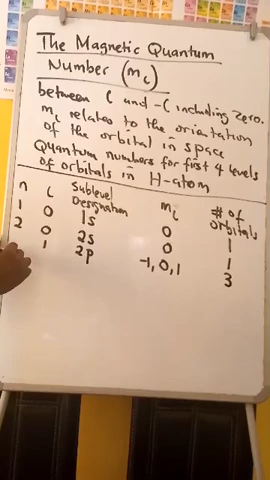 The Magnetic Quantum
Number (mₗ)
between l and -l including zero.
mₗ relates to the orientation
of the orbital in space
Quantum numbers for first 4 levels
of orbitals in H-atom
n l Sublevel Designation mₗ # of orbitals
1 0 1s 0 1
2 0 2s 0 1
1 2p -1, 0, 1 3